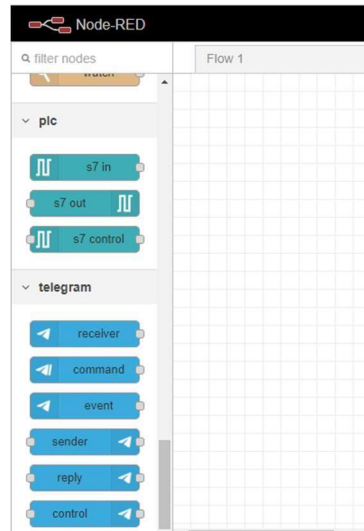 Node-RED
filter nodes
Flow 1
watch
plc
s7 in
s7 out
s7 control
telegram
receiver
command
event
sender
reply
control